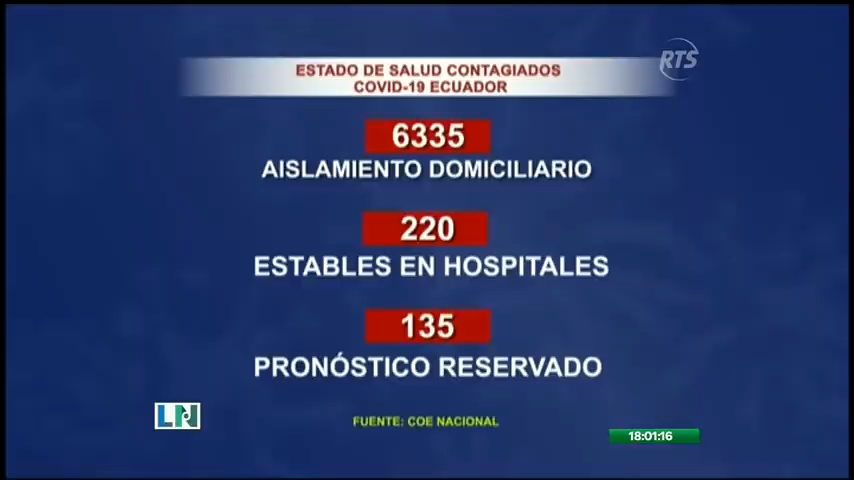 ESTADO DE SALUD CONTAGIADOS
COVID-19 ECUADOR
RTS
6335
AISLAMIENTO DOMICILIARIO
220
ESTABLES EN HOSPITALES
135
PRONÓSTICO RESERVADO
LN
FUENTE: COE NACIONAL
18:01:16